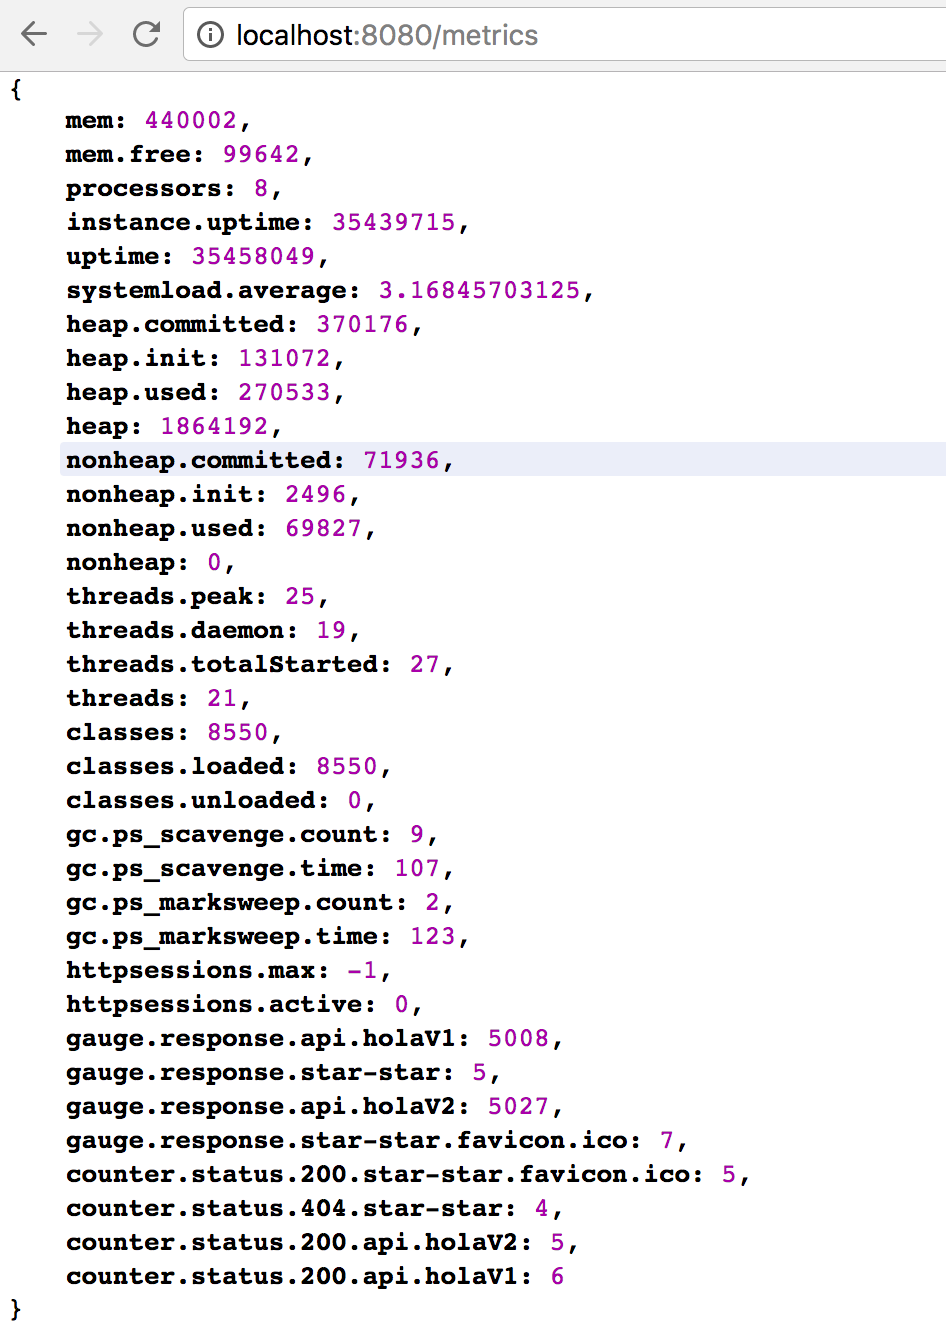 localhost:8080/metrics
{
mem: 440002,
mem.free: 99642,
processors: 8,
instance.uptime: 35439715,
uptime: 35458049,
systemload.average: 3.16845703125,
heap.committed: 370176,
heap.init: 131072,
heap.used: 270533,
heap: 1864192,
nonheap.committed: 71936,
nonheap.init: 2496,
nonheap.used: 69827,
nonheap: 0,
threads.peak: 25,
threads.daemon: 19,
threads.totalStarted: 27,
threads: 21,
classes: 8550,
classes.loaded: 8550,
classes.unloaded: 0,
gc.ps_scavenge.count: 9,
gc.ps_scavenge.time: 107,
gc.ps_marksweep.count: 2,
gc.ps_marksweep.time: 123,
httpsessions.max: -1,
httpsessions.active: 0,
gauge.response.api.holaV1: 5008,
gauge.response.star-star: 5,
gauge.response.api.holaV2: 5027,
gauge.response.star-star.favicon.ico: 7,
counter.status.200.star-star.favicon.ico: 5,
counter.status.404.star-star: 4,
counter.status.200.api.holaV2: 5,
counter.status.200.api.holaV1: 6
}